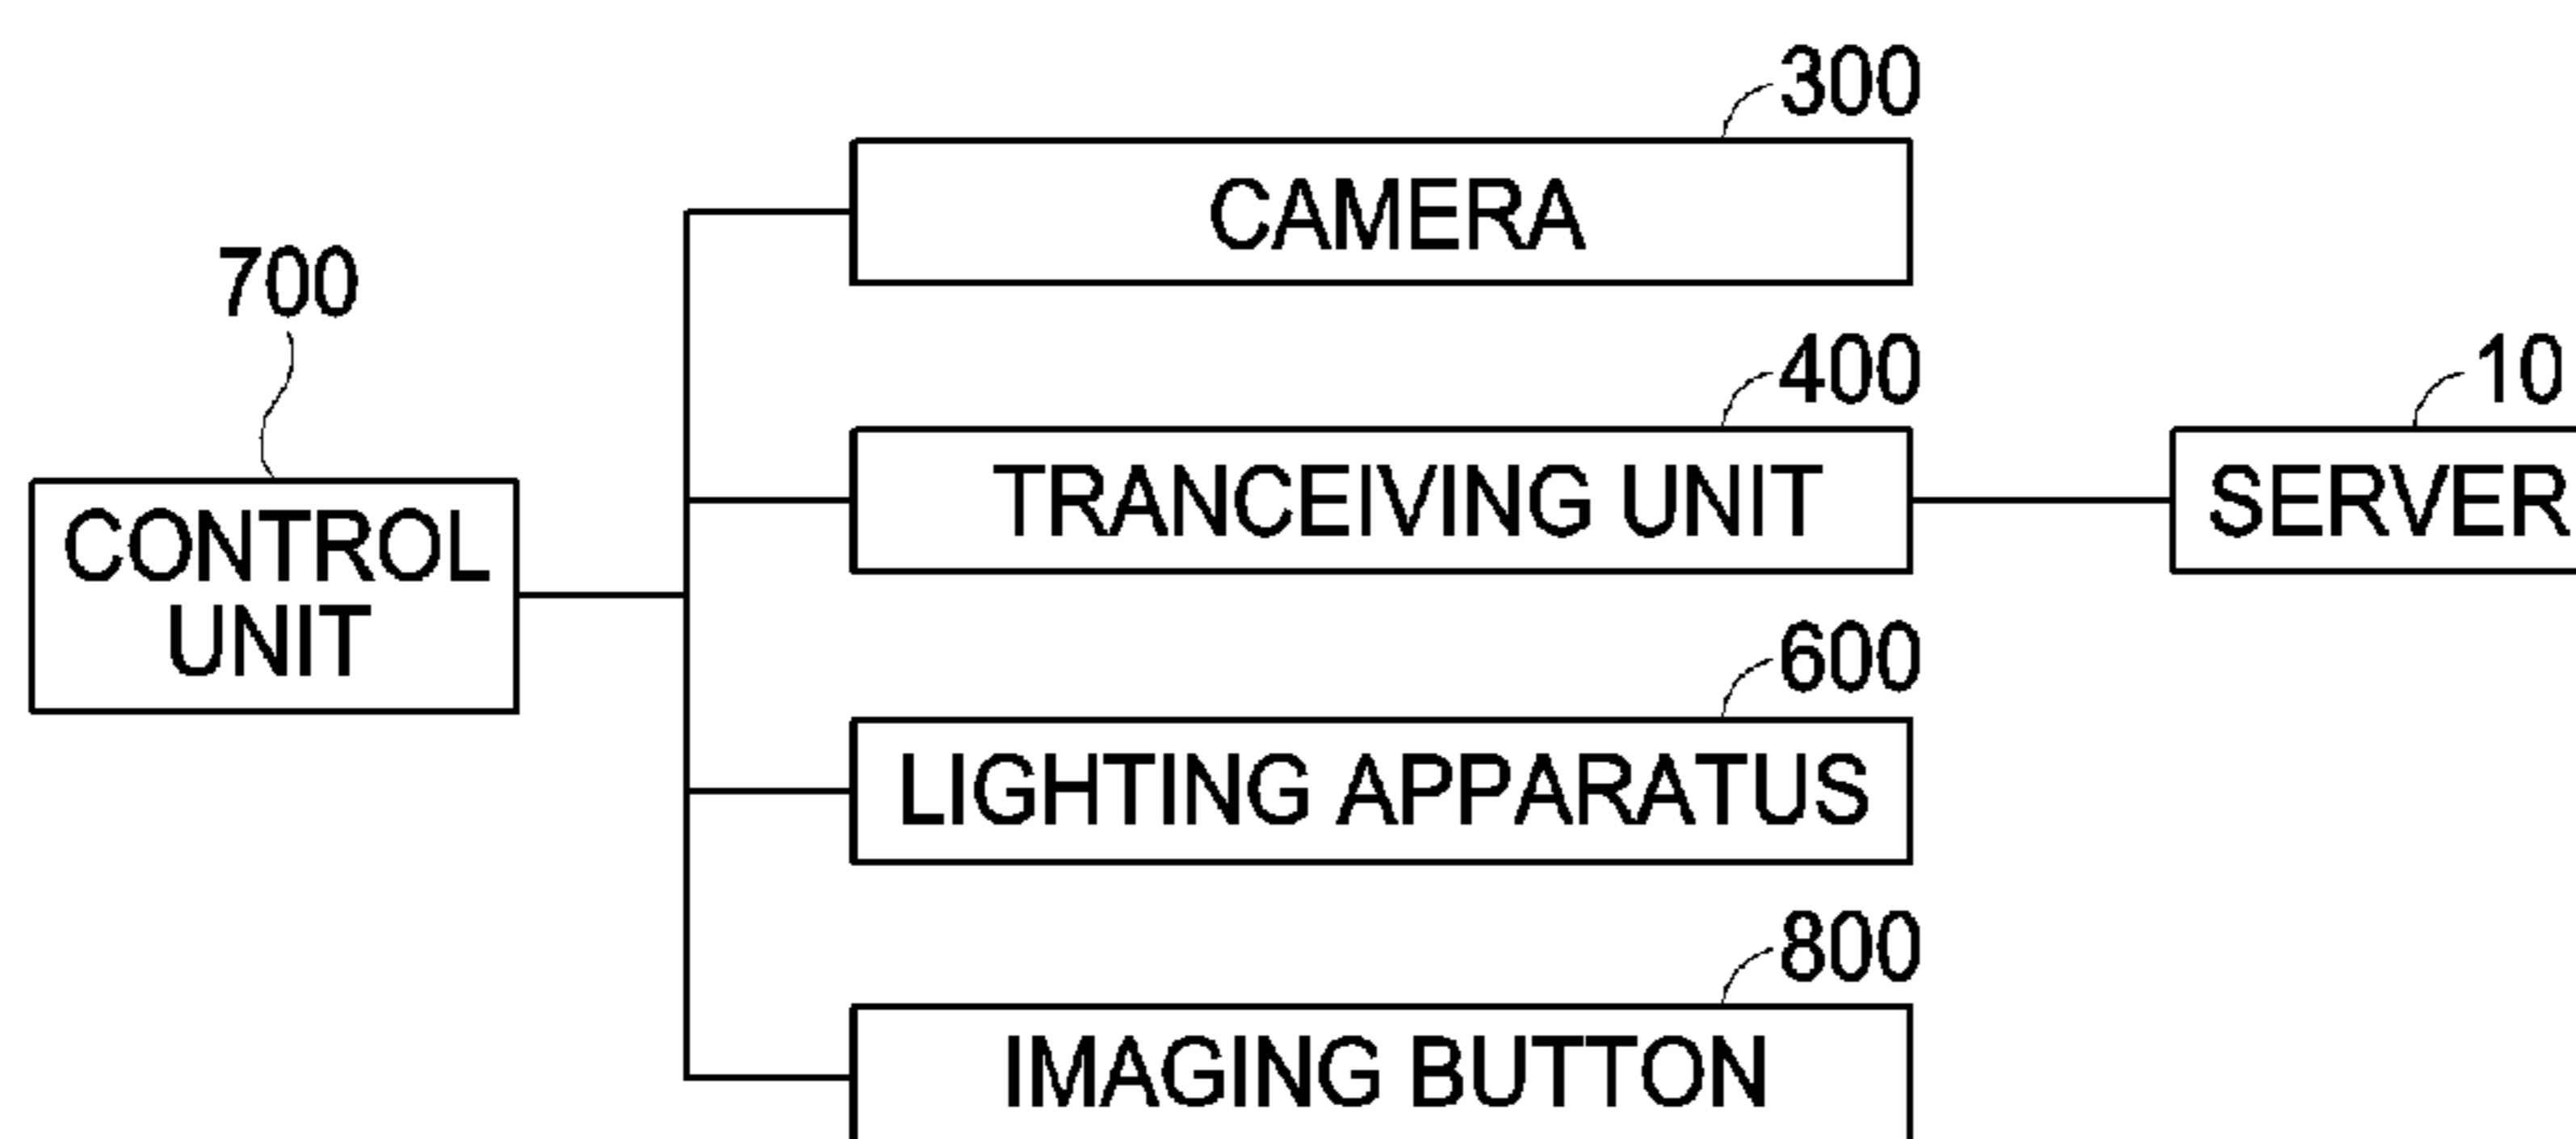 300
CAMERA
700
400
10
CONTROL
UNIT
TRANCEIVING UNIT
SERVER
600
LIGHTING APPARATUS
800
IMAGING BUTTON